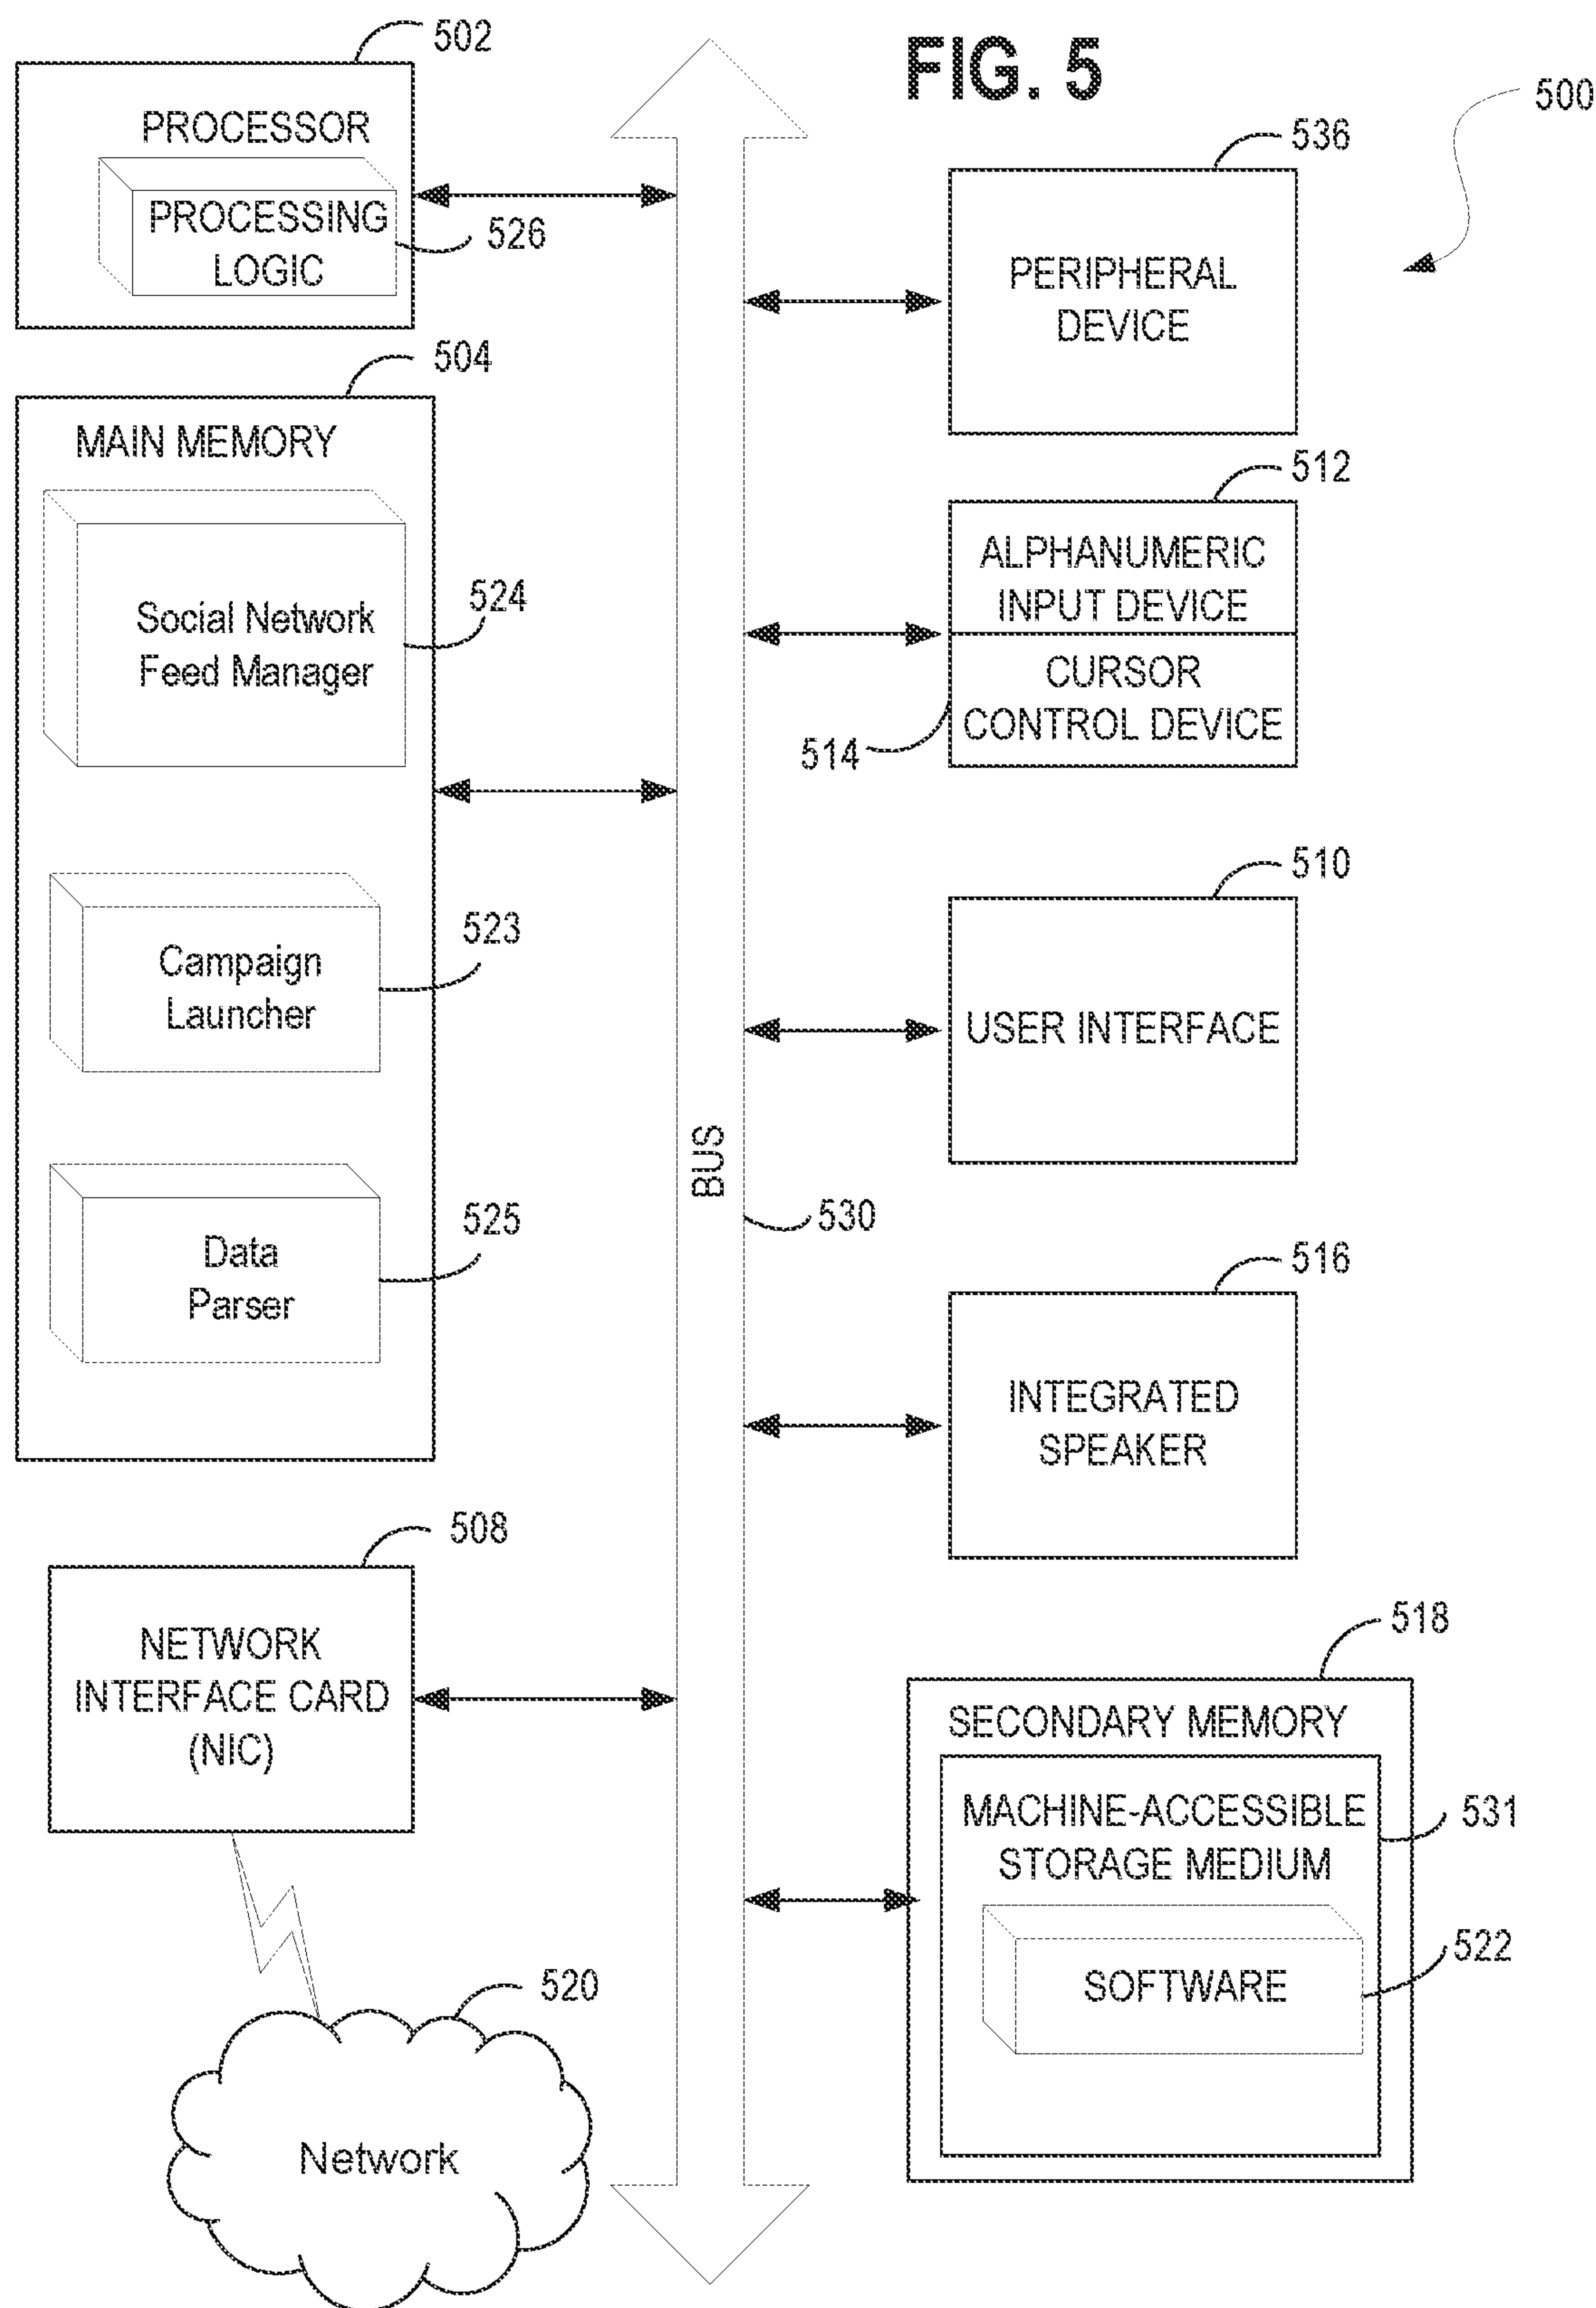 FIG. 5
500
502
PROCESSOR
PROCESSING
LOGIC
526
504
MAIN MEMORY
Social Network
Feed Manager
524
Campaign
Launcher
523
Data
Parser
525
508
NETWORK
INTERFACE CARD
(NIC)
520
Network
BUS
530
536
PERIPHERAL
DEVICE
512
ALPHANUMERIC
INPUT DEVICE
CURSOR
CONTROL DEVICE
514
510
USER INTERFACE
516
INTEGRATED
SPEAKER
518
SECONDARY MEMORY
MACHINE-ACCESSIBLE
STORAGE MEDIUM
531
SOFTWARE
522